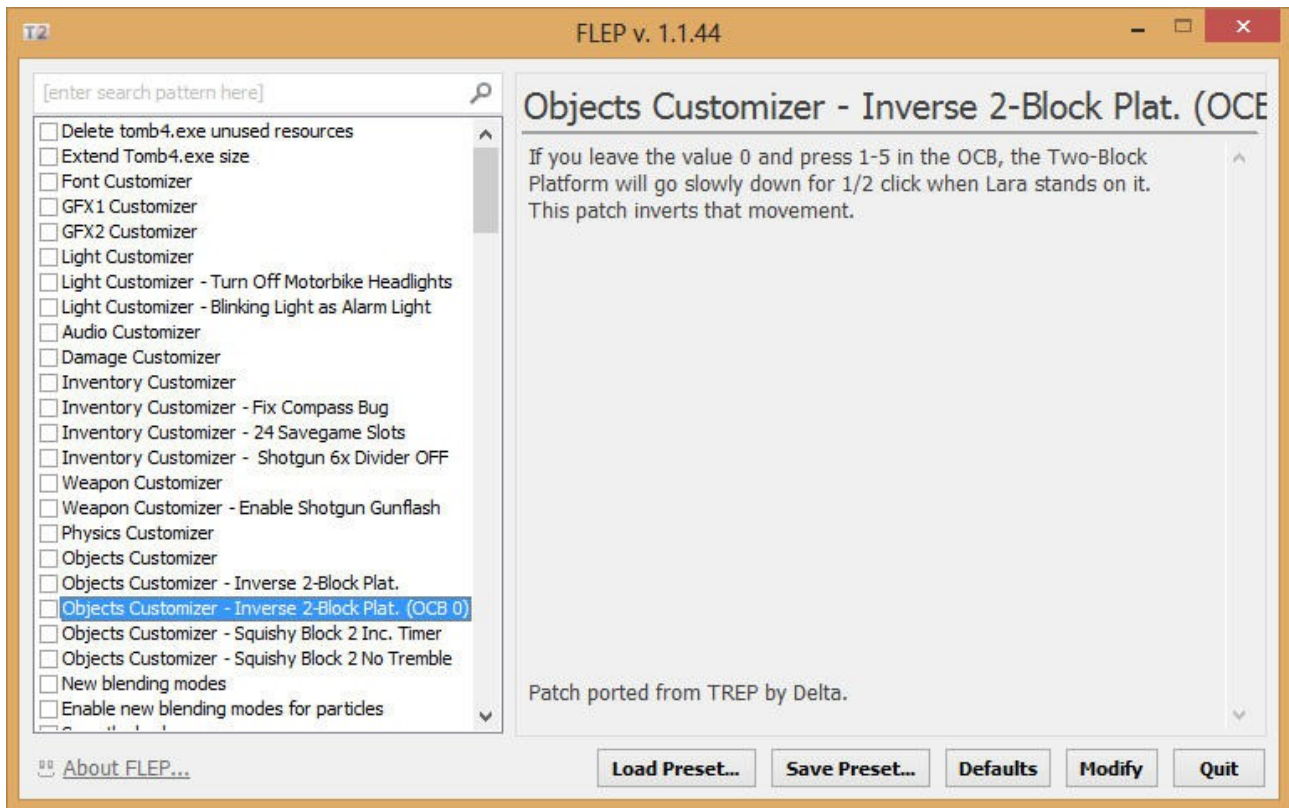 T2
FLEP v. 1.1.44
[enter search pattern here]
Delete tomb4.exe unused resources
Extend Tomb4.exe size
Font Customizer
GFX1 Customizer
GFX2 Customizer
Light Customizer
Light Customizer - Turn Off Motorbike Headlights
Light Customizer - Blinking Light as Alarm Light
Audio Customizer
Damage Customizer
Inventory Customizer
Inventory Customizer - Fix Compass Bug
Inventory Customizer - 24 Savegame Slots
Inventory Customizer -  Shotgun 6x Divider OFF
Weapon Customizer
Weapon Customizer - Enable Shotgun Gunflash
Physics Customizer
Objects Customizer
Objects Customizer - Inverse 2-Block Plat.
Objects Customizer - Inverse 2-Block Plat. (OCB 0)
Objects Customizer - Squishy Block 2 Inc. Timer
Objects Customizer - Squishy Block 2 No Tremble
New blending modes
Enable new blending modes for particles
Objects Customizer - Inverse 2-Block Plat. (OCB
If you leave the value 0 and press 1-5 in the OCB, the Two-Block
Platform will go slowly down for 1/2 click when Lara stands on it.
This patch inverts that movement.
Patch ported from TREP by Delta.
About FLEP...
Load Preset...
Save Preset...
Defaults
Modify
Quit